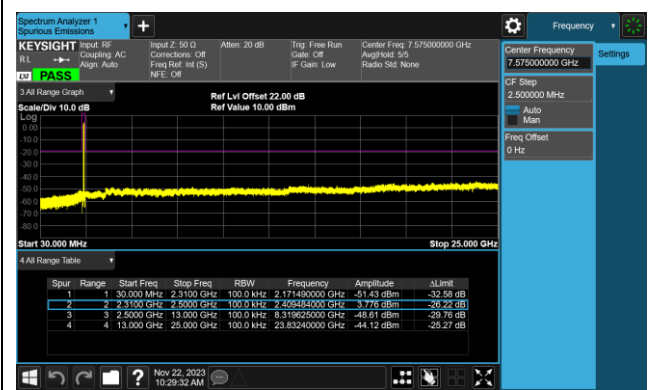 Spectrum Analyzer 1
Spurious Emissions
Frequency
KEYSIGHT Input: RF Input Z: 50 Ω Atten: 20 dB Trig: Free Run Center Freq: 7.575000000 GHz
RL Coupling: AC Corrections: Off Gate: Off Avg|Hold: 5/5
Align: Auto Freq Ref: Int (S) IF Gain: Low Radio Std: None
LXI PASS NFE: Off
Center Frequency
7.575000000 GHz
Settings
CF Step
2.500000 MHz
Auto
Man
Freq Offset
0 Hz
3 All Range Graph
Ref Lvl Offset 22.00 dB
Scale/Div 10.0 dB Ref Value 10.00 dBm
Log
0.00
-10.0
-20.0
-30.0
-40.0
-50.0
-60.0
-70.0
-80.0
Start 30.000 MHz Stop 25.000 GHz
4 All Range Table
Spur Range Start Freq Stop Freq RBW Frequency Amplitude ΔLimit
1 1 30.000 MHz 2.3100 GHz 100.0 kHz 2.171490000 GHz -51.43 dBm -32.58 dB
2 2 2.3100 GHz 2.5000 GHz 100.0 kHz 2.409484000 GHz 3.776 dBm -26.22 dB
3 3 2.5000 GHz 13.000 GHz 100.0 kHz 8.319625000 GHz -48.61 dBm -29.76 dB
4 4 13.000 GHz 25.000 GHz 100.0 kHz 23.83240000 GHz -44.12 dBm -25.27 dB
Nov 22, 2023
10:29:32 AM